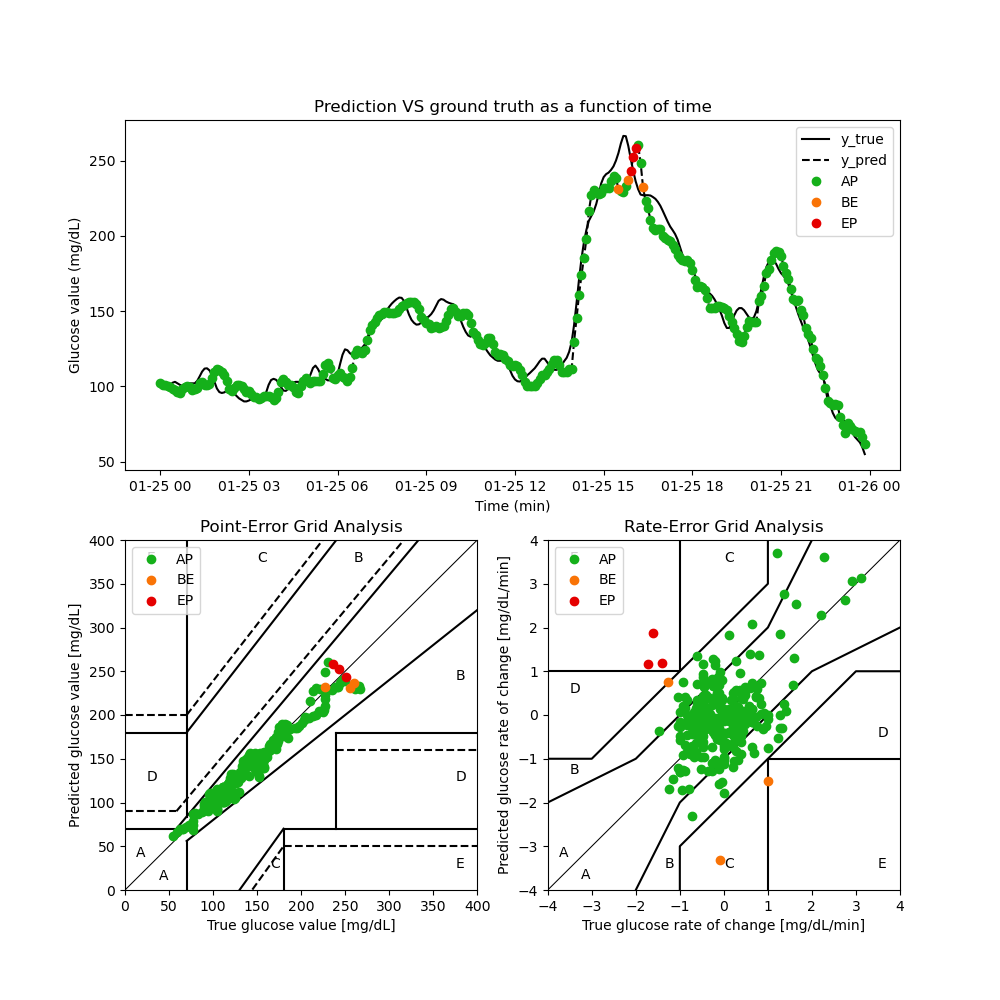 Prediction VS ground truth as a function of time
Glucose value (mg/dL)
250
200
150
100
50
y_true
y_pred
AP
BE
EP
01-25 00 01-25 03 01-25 06 01-25 09 01-25 12 01-25 15 01-25 18 01-25 21 01-26 00
Time (min)
Point-Error Grid Analysis
Predicted glucose value [mg/dL]
400
350
300
250
200
150
100
50
0
AP
BE
EP
C
B
B
D
D
A
A
C
E
0 50 100 150 200 250 300 350 400
True glucose value [mg/dL]
Rate-Error Grid Analysis
Predicted glucose rate of change [mg/dL/min]
4
3
2
1
0
−1
−2
−3
−4
AP
BE
EP
C
D
D
B
A
A
B
C
E
−4 −3 −2 −1 0 1 2 3 4
True glucose rate of change [mg/dL/min]